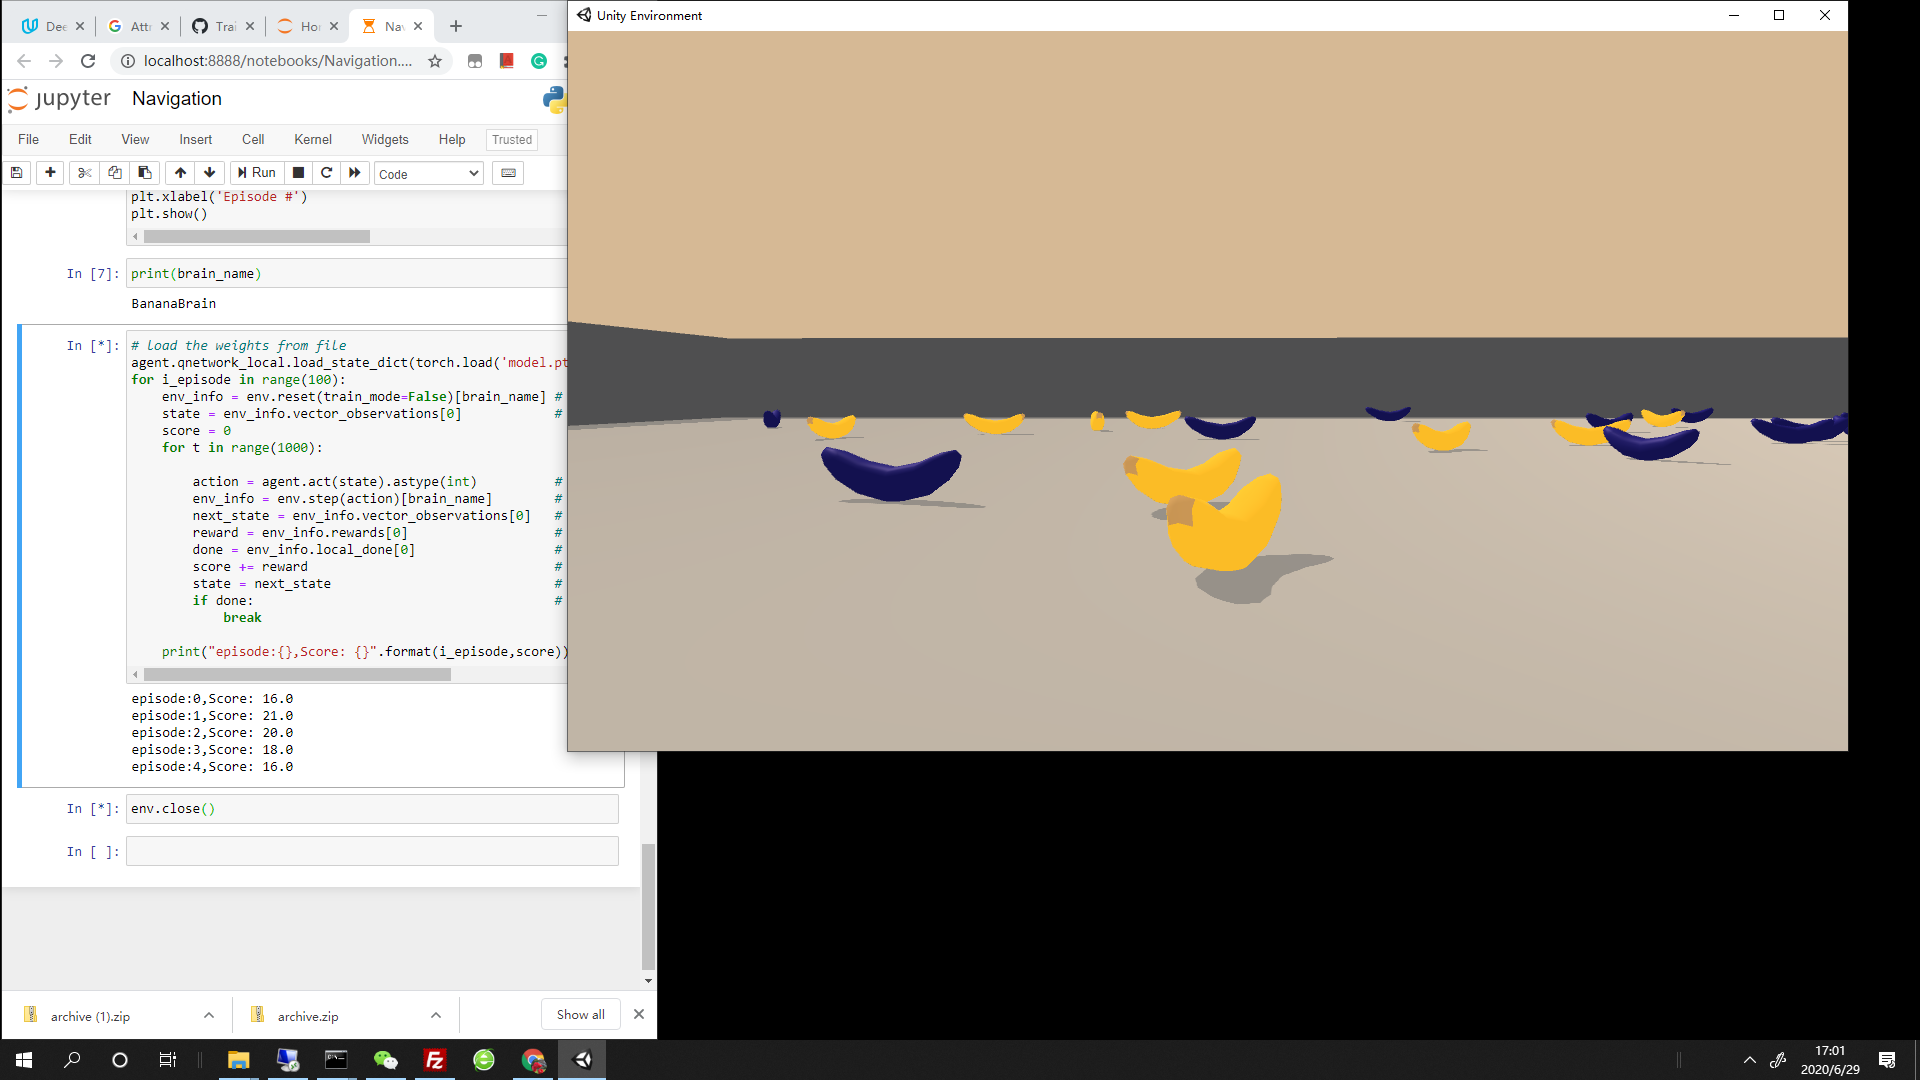 Dee
Att
Trai
Ho
Nav
localhost:8888/notebooks/Navigation....
jupyter Navigation
File Edit View Insert Cell Kernel Widgets Help Trusted
Run Code
plt.xlabel('Episode #')
plt.show()
In [7]: print(brain_name)
BananaBrain
In [*]: # load the weights from file
agent.qnetwork_local.load_state_dict(torch.load('model.pt
for i_episode in range(100):
env_info = env.reset(train_mode=False)[brain_name] #
state = env_info.vector_observations[0] #
score = 0
for t in range(1000):
action = agent.act(state).astype(int) #
env_info = env.step(action)[brain_name] #
next_state = env_info.vector_observations[0] #
reward = env_info.rewards[0] #
done = env_info.local_done[0] #
score += reward #
state = next_state #
if done: #
break
print("episode:{},Score: {}".format(i_episode,score))
episode:0,Score: 16.0
episode:1,Score: 21.0
episode:2,Score: 20.0
episode:3,Score: 18.0
episode:4,Score: 16.0
In [*]: env.close()
In [ ]:
Unity Environment
archive (1).zip
archive.zip
Show all
17:01
2020/6/29